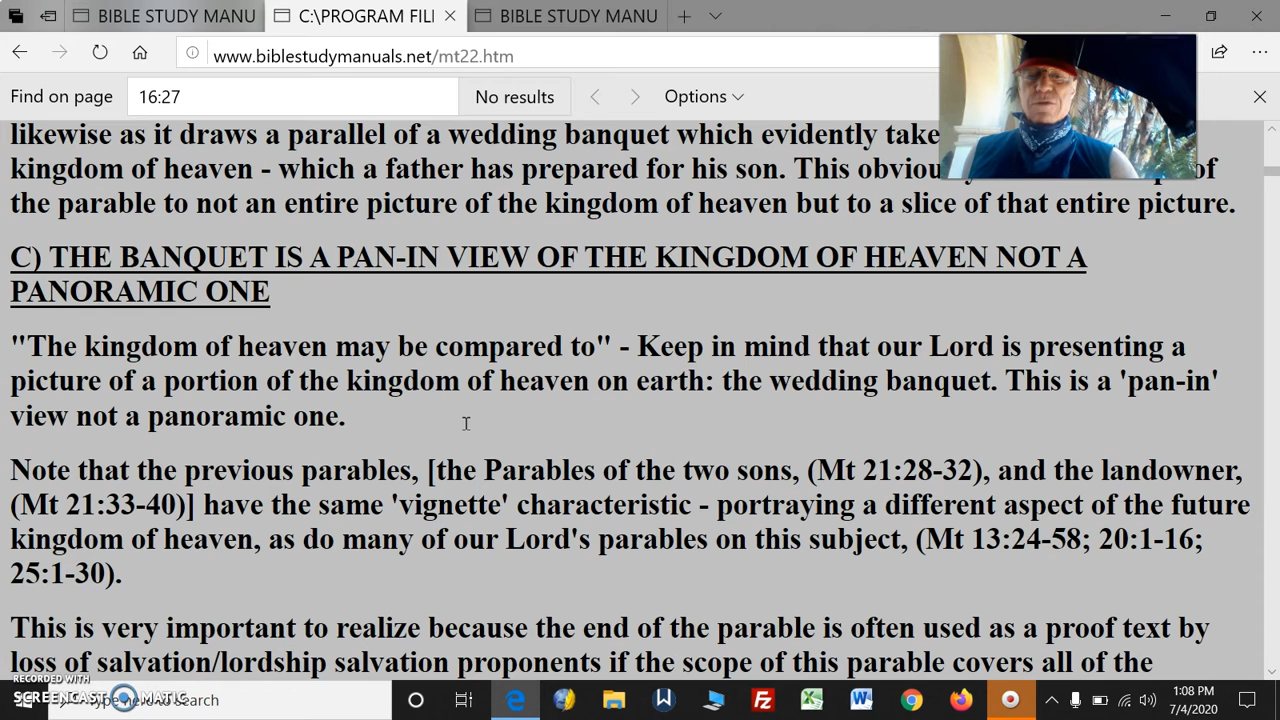 BIBLE STUDY MANU
C:\PROGRAM FILI
BIBLE STUDY MANU
www.biblestudymanuals.net/mt22.htm
Find on page
16:27
No results
Options
likewise as it draws a parallel of a wedding banquet which evidently take
kingdom of heaven - which a father has prepared for his son. This
of
the parable to not an entire picture of the kingdom of heaven but to a slice of that entire picture.
C) THE BANQUET IS A PAN-IN VIEW OF THE KINGDOM OF HEAVEN NOT A
PANORAMIC ONE
"The kingdom of heaven may be compared to" - Keep in mind that our Lord is presenting a
picture of a portion of the kingdom of heaven on earth: the wedding banquet. This is a 'pan-in'
view not a panoramic one.
Note that the previous parables, [the Parables of the two sons, (Mt 21:28-32), and the landowner,
(Mt 21:33-40)] have the same 'vignette' characteristic - portraying a different aspect of the future
kingdom of heaven, as do many of our Lord's parables on this subject, (Mt 13:24-58; 20:1-16;
25:1-30).
This is very important to realize because the end of the parable is often used as a proof text by
loss of salvation/lordship salvation proponents if the scope of this parable covers all of the
RECORDED WITH
SCREENCAST MATIC
here to search
1:08 PM
7/4/2020